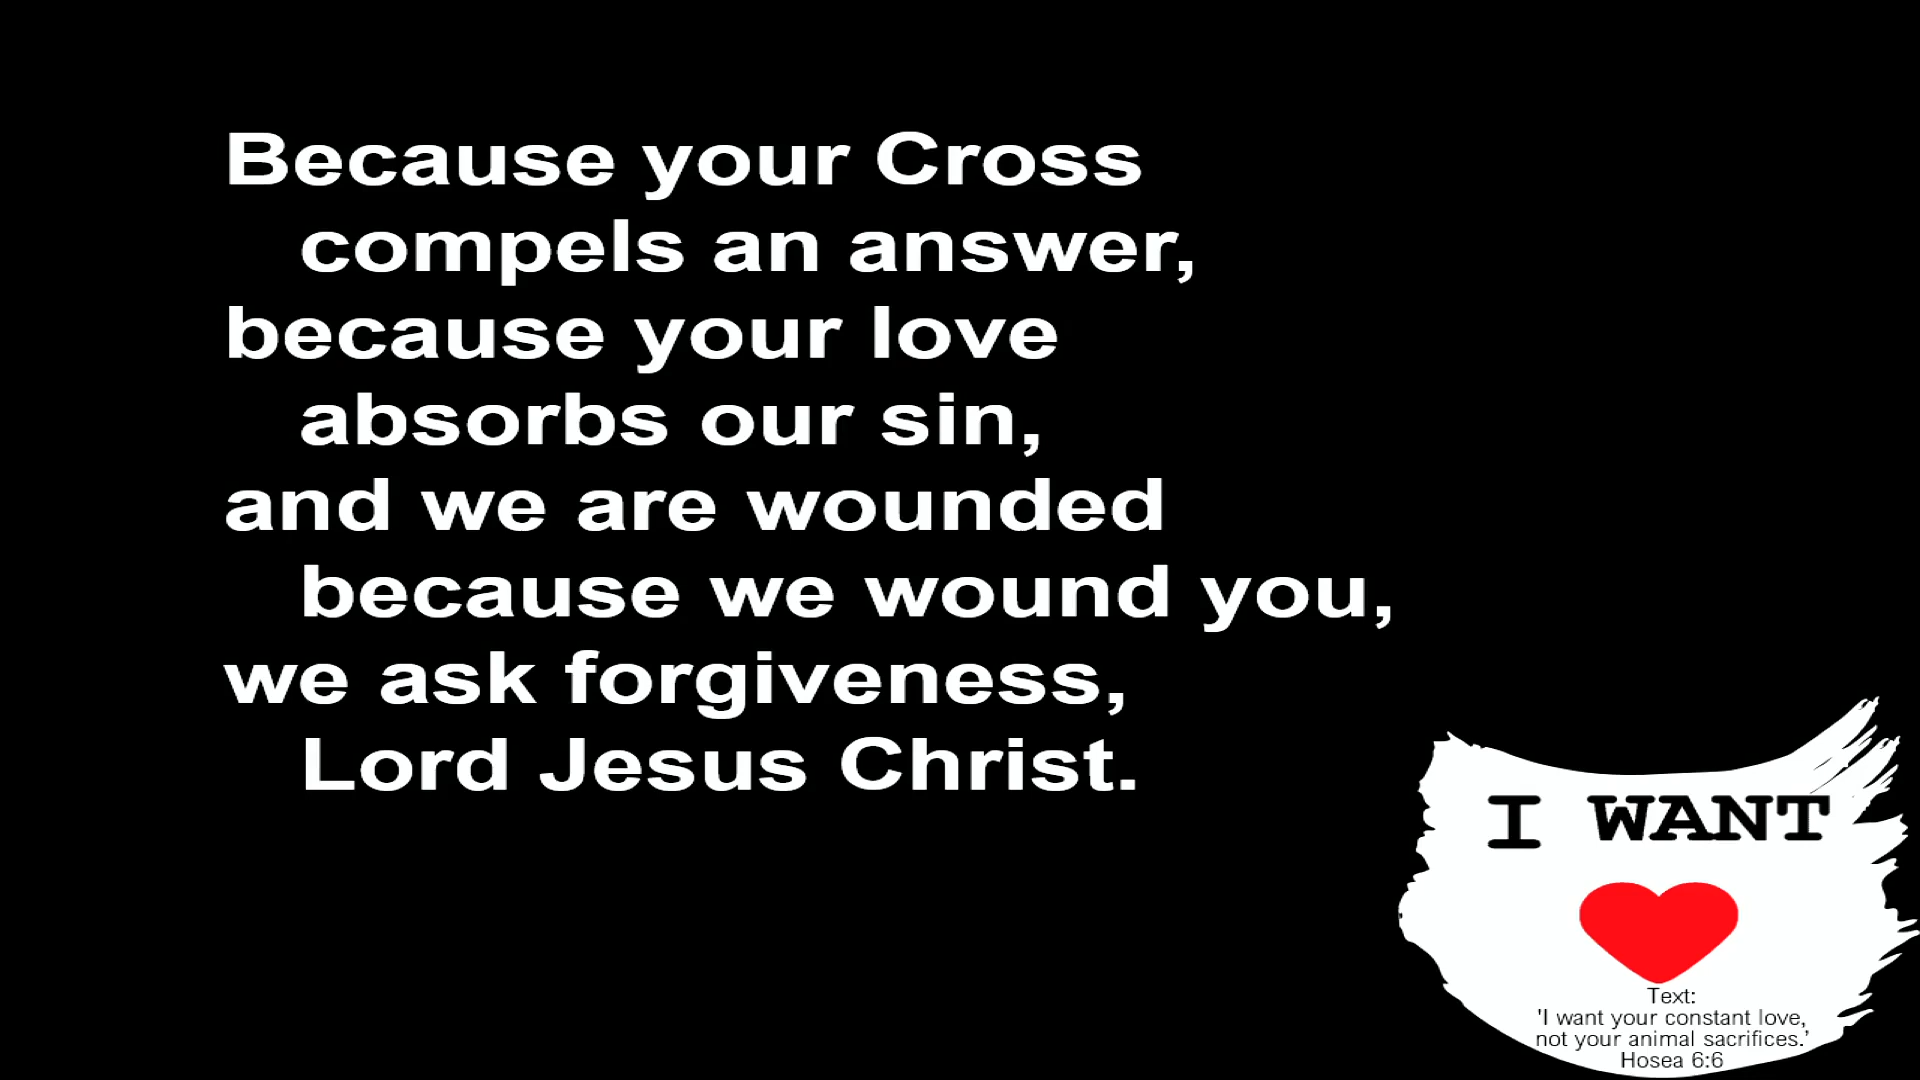 Because your Cross
compels an answer,
because your love
absorbs our sin,
and we are wounded
because we wound you,
we ask forgiveness,
Lord Jesus Christ.
I WANT
Text:
'I want your constant love,
not your animal sacrifices.'
Hosea 6:6